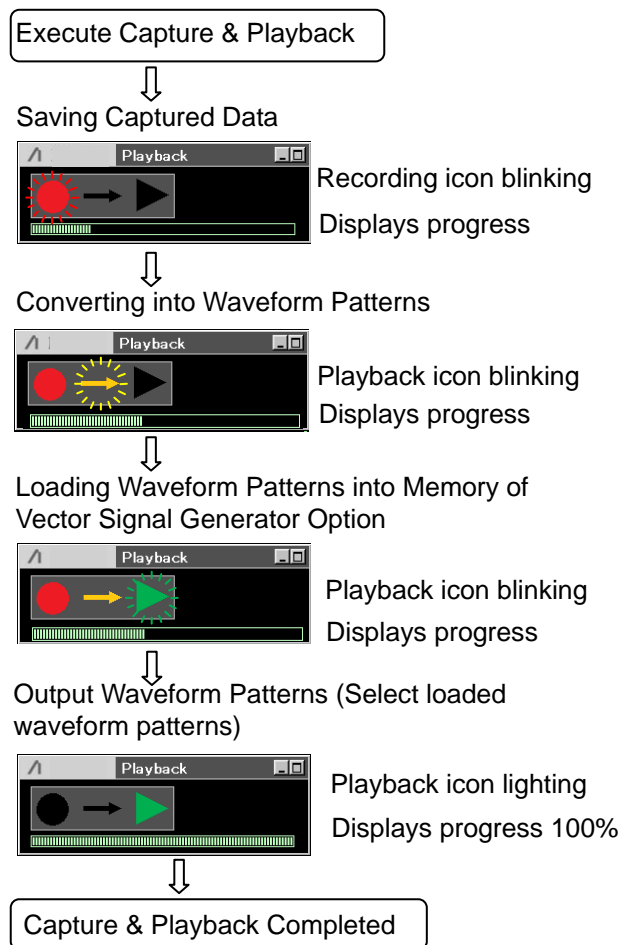 Execute Capture & Playback
Saving Captured Data
Playback
Recording icon blinking
Displays progress
Converting into Waveform Patterns
Playback
Playback icon blinking
Displays progress
Loading Waveform Patterns into Memory of
Vector Signal Generator Option
Playback
Playback icon blinking
Displays progress
Output Waveform Patterns (Select loaded
waveform patterns)
Playback
Playback icon lighting
Displays progress 100%
Capture & Playback Completed